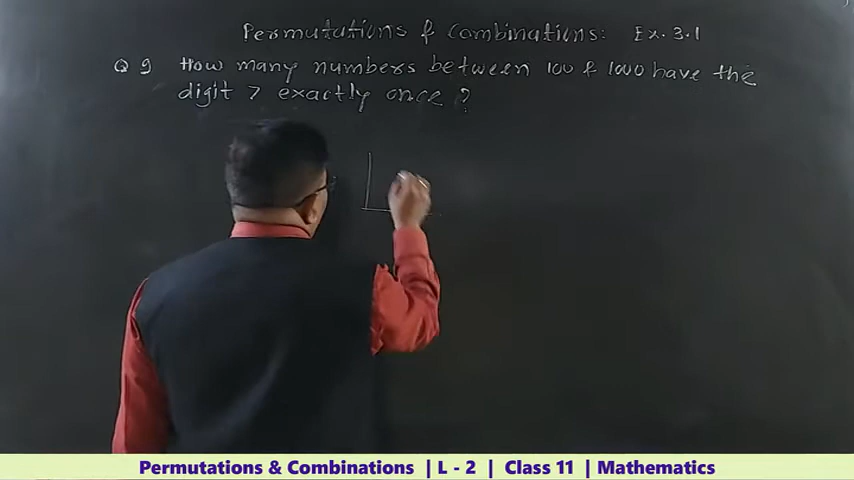 Permutations & Combinations: Ex. 3.1
Q 9 How many numbers between 100 & 1000 have the
digit 7 exactly once ?
Permutations & Combinations | L - 2 | Class 11 | Mathematics